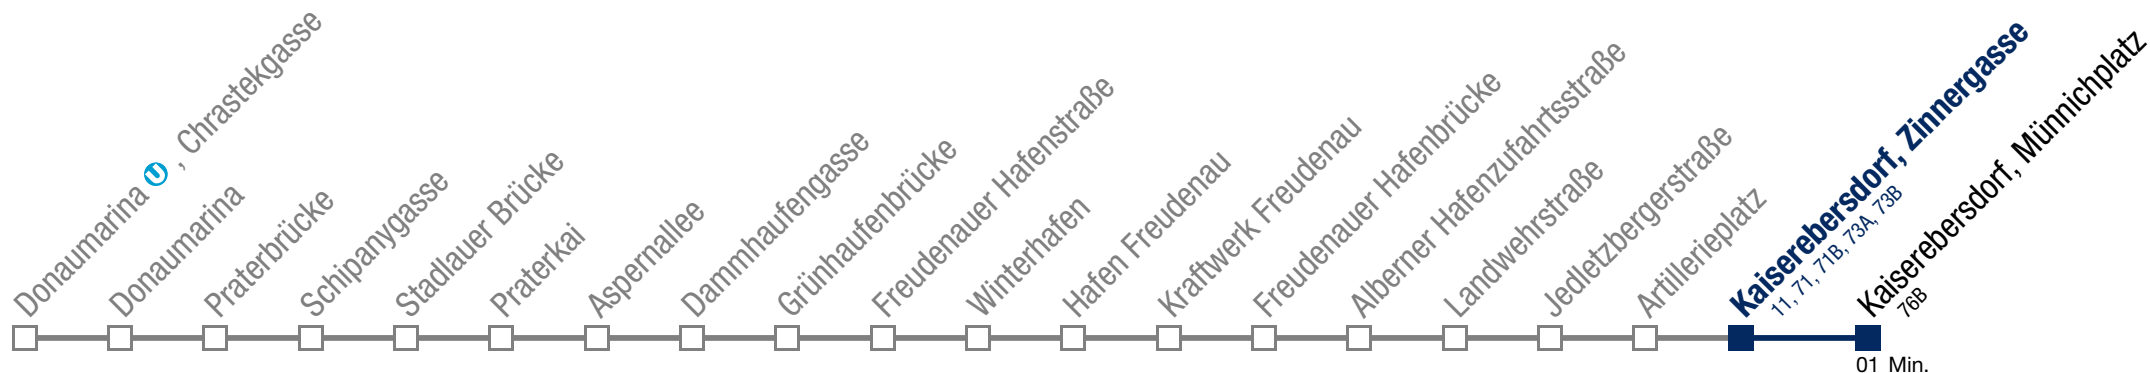 Donaumarina U, Chrastekgasse
Donaumarina
Praterbrücke
Schipanygasse
Stadlauer Brücke
Praterkai
Aspernallee
Dammhaufengasse
Grünhaufenbrücke
Freudenauer Hafenstraße
Winterhafen
Hafen Freudenau
Kraftwerk Freudenau
Freudenauer Hafenbrücke
Alberner Hafenzufahrtsstraße
Landwehrstraße
Jedletzbergerstraße
Artillerieplatz
Kaiserebersdorf, Zinnergasse
11, 71, 71B, 73A, 73B
Kaiserebersdorf, Münnichplatz
76B
01 Min.